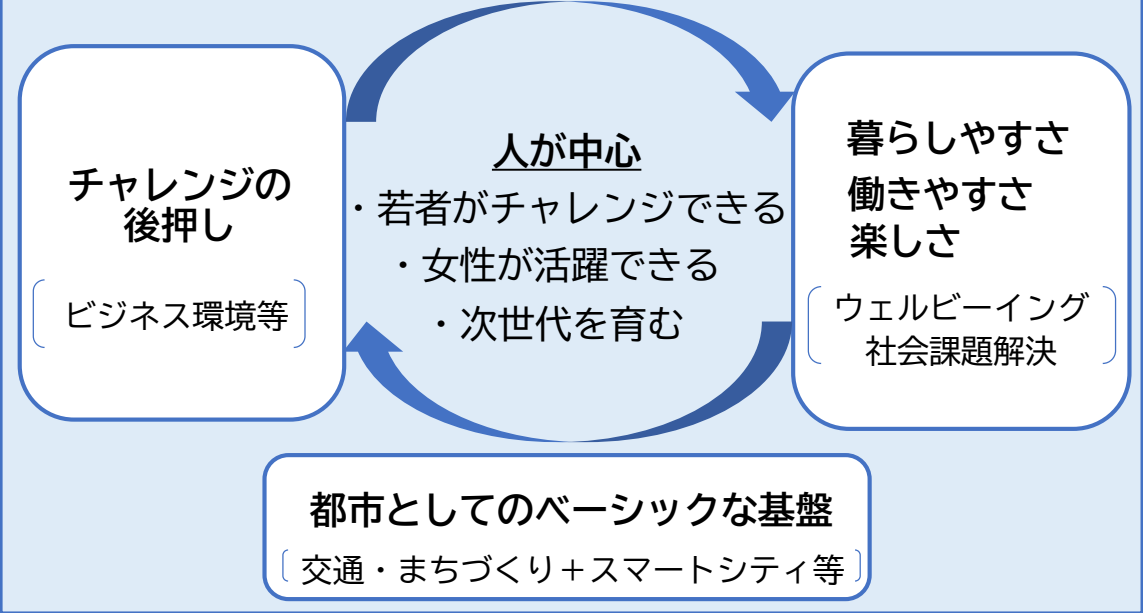 チャレンジの
後押し
ビジネス環境等
人が中心
・若者がチャレンジできる
・女性が活躍できる
・次世代を育む
暮らしやすさ
働きやすさ
楽しさ
ウェルビーイング
社会課題解決
都市としてのベーシックな基盤
交通・まちづくり＋スマートシティ等